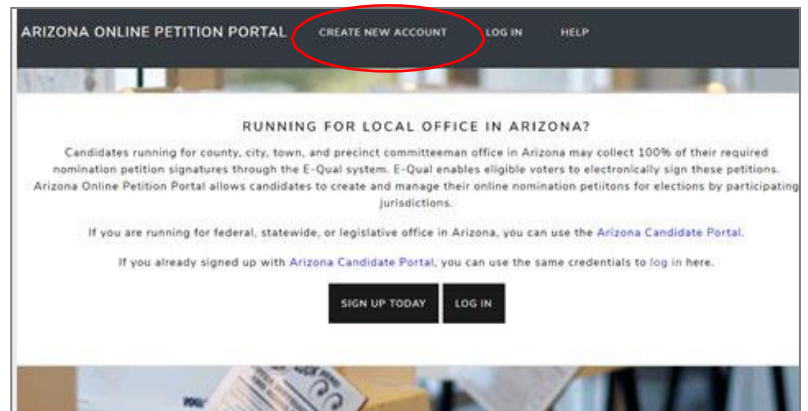 ARIZONA ONLINE PETITION PORTAL CREATE NEW ACCOUNT LOG IN HELP
RUNNING FOR LOCAL OFFICE IN ARIZONA?
Candidates running for county, city, town, and precinct committeeman office in Arizona may collect 100% of their required
nomination petition signatures through the E-Qual system. E-Qual enables eligible voters to electronically sign these petitions.
Arizona Online Petition Portal allows candidates to create and manage their online nomination petiitons for elections by participating
jurisdictions.
If you are running for federal, statewide, or legislative office in Arizona, you can use the Arizona Candidate Portal.
If you already signed up with Arizona Candidate Portal, you can use the same credentials to log in here.
SIGN UP TODAY LOG IN